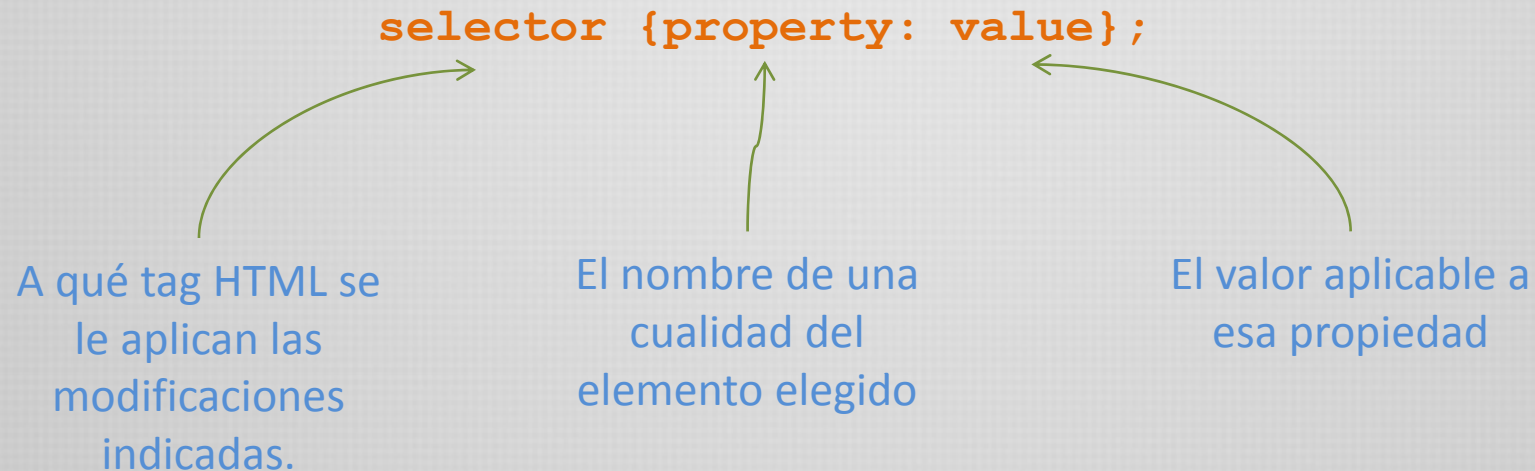 selector {property: value};
A qué tag HTML se
le aplican las
modificaciones
indicadas.
El nombre de una
cualidad del
elemento elegido
El valor aplicable a
esa propiedad